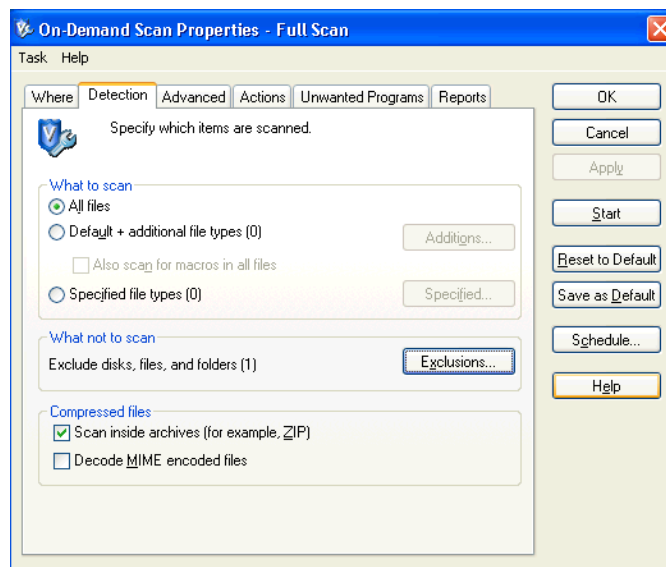 On-Demand Scan Properties - Full Scan
Task Help
Where Detection Advanced Actions Unwanted Programs Reports
Specify which items are scanned.
What to scan
All files
Default + additional file types (0)
Additions...
Also scan for macros in all files
Specified file types (0)
Specified...
What not to scan
Exclude disks, files, and folders (1)
Exclusions...
Compressed files
Scan inside archives (for example, ZIP)
Decode MIME encoded files
OK
Cancel
Apply
Start
Reset to Default
Save as Default
Schedule...
Help